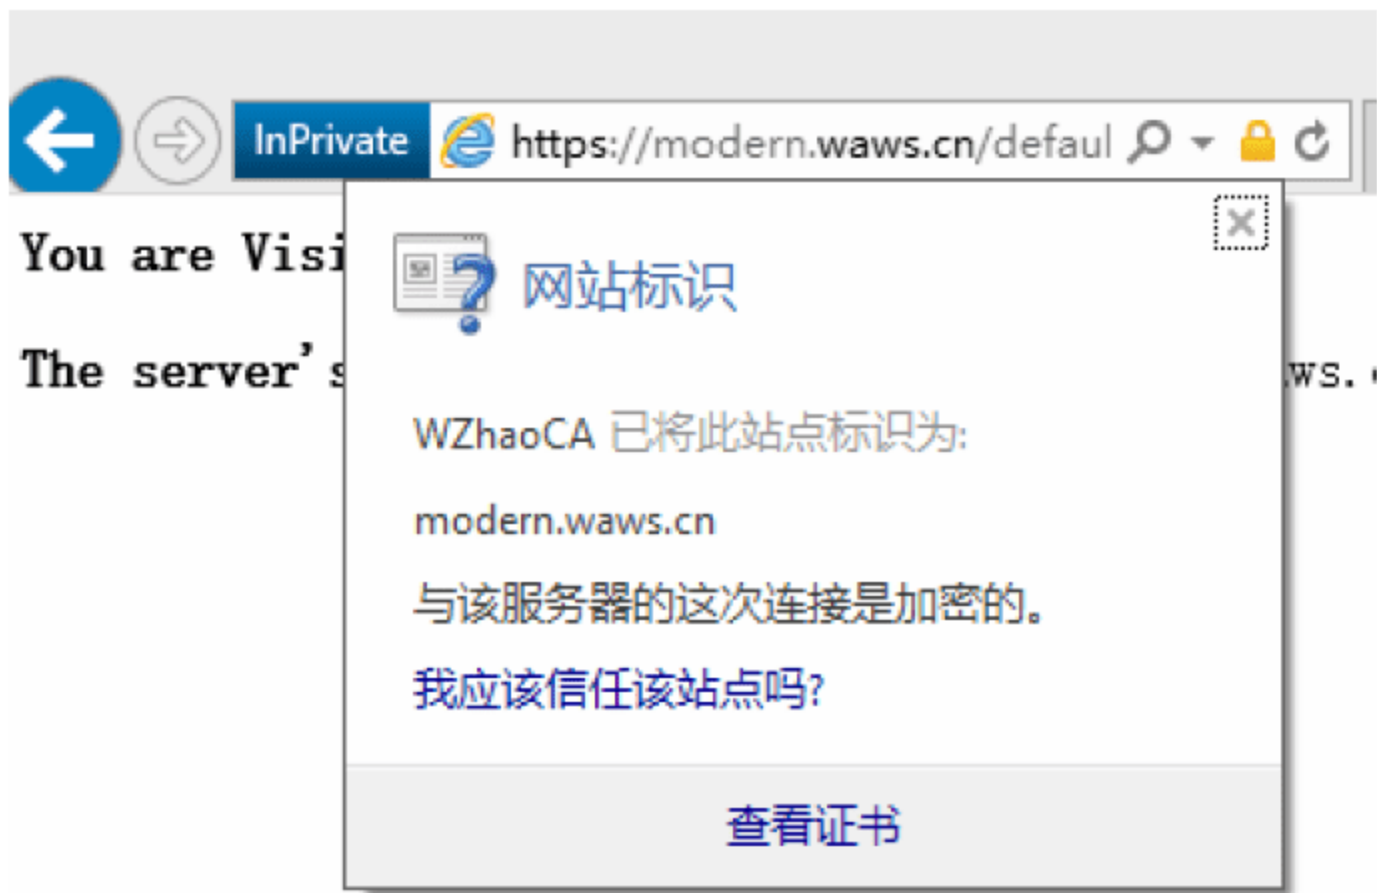 InPrivate https://modern.waws.cn/defaul
You are Visi
网站标识
The server's
ws.
WZhaoCA 已将此站点标识为:
modern.waws.cn
与该服务器的这次连接是加密的。
我应该信任该站点吗?
查看证书